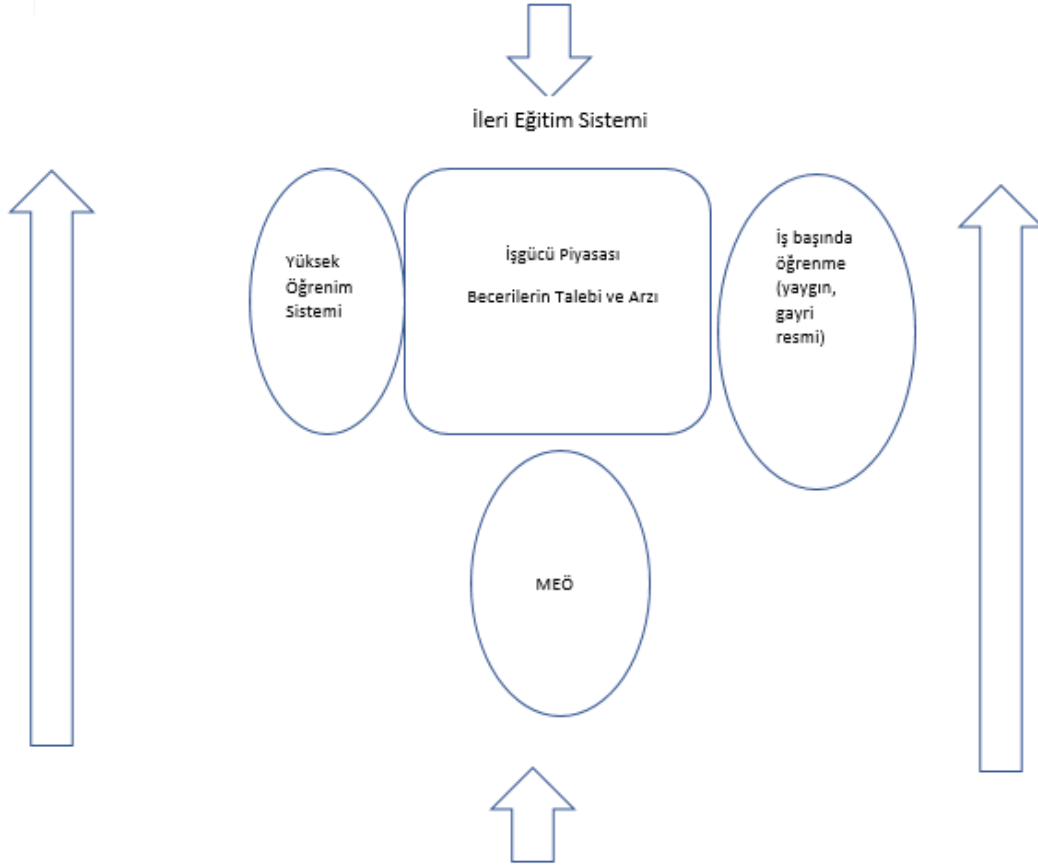 İleri Eğitim Sistemi
Yüksek
Öğrenim
Sistemi
İşgücü Piyasası
Becerilerin Talebi ve Arzı
İş başında
öğrenme
(yaygın,
gayri
resmi)
MEÖ